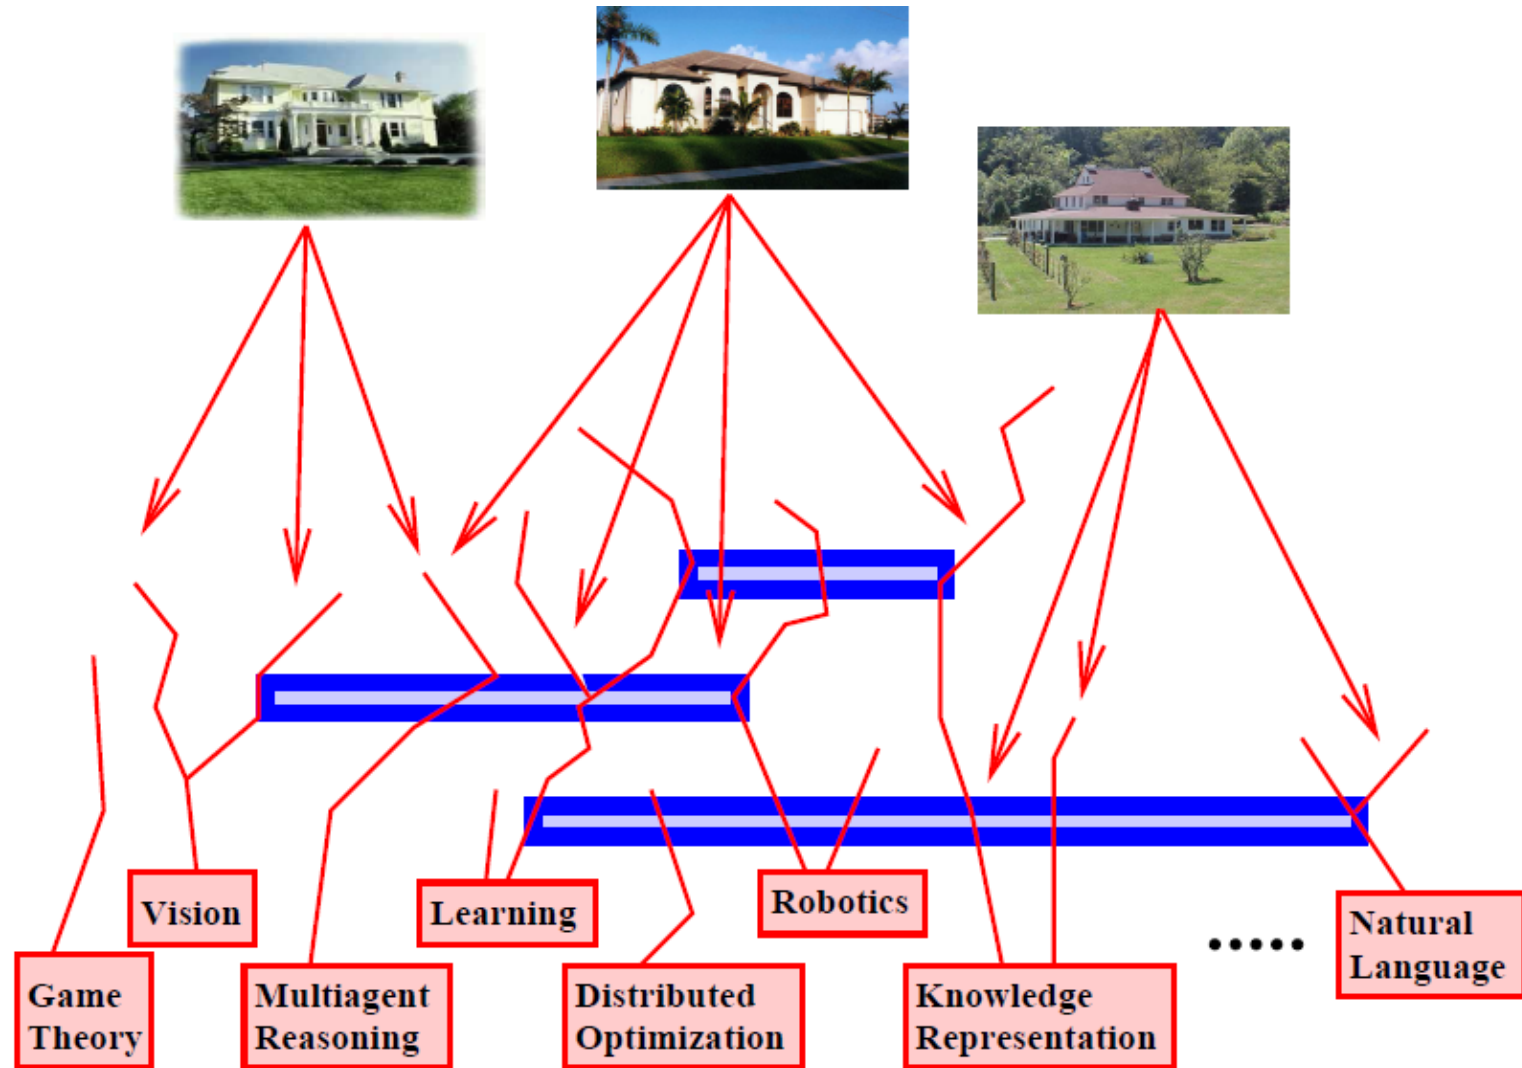 Vision
Learning
Robotics
Natural
Language
Game
Theory
Multiagent
Reasoning
Distributed
Optimization
Knowledge
Representation